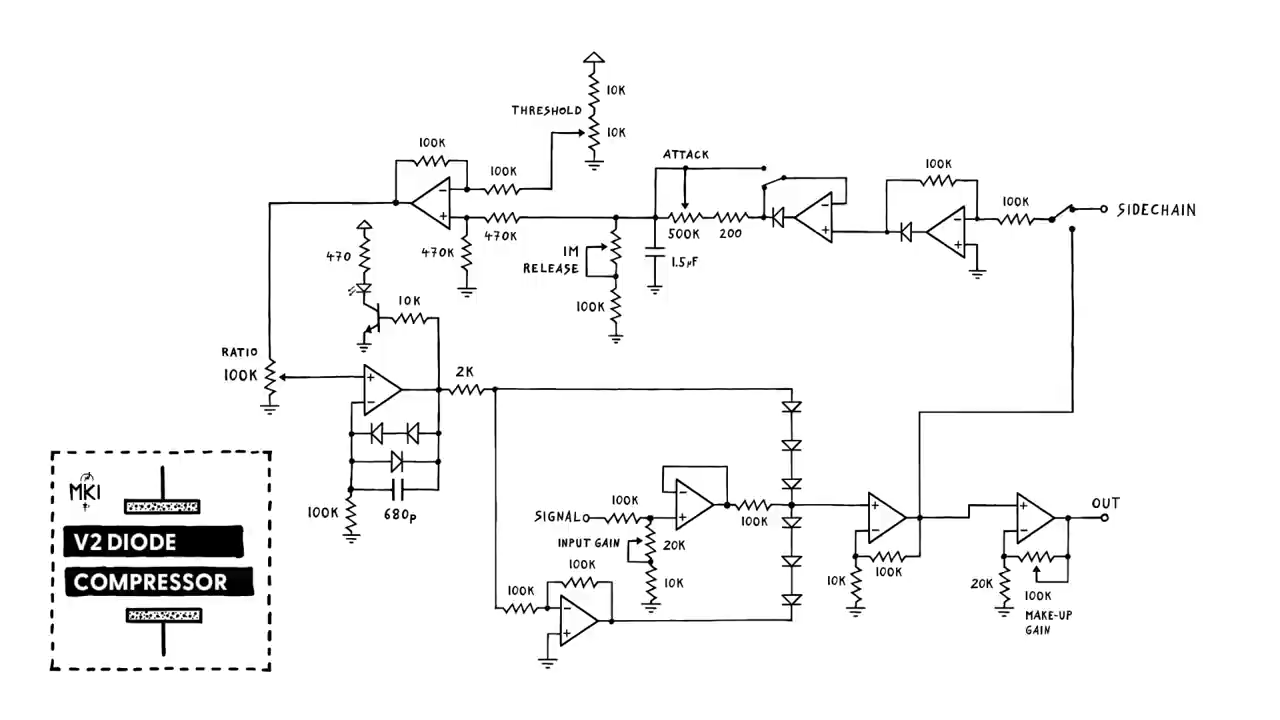 10K
THRESHOLD
10K
100K
100K
ATTACK
100K
100K
SIDECHAIN
470K
500K
200
470
470K
1M
RELEASE
1.5µF
100K
10K
RATIO
100K
2K
MKI
100K
680p
V2 DIODE
COMPRESSOR
100K
SIGNAL
100K
OUT
INPUT GAIN
20K
100K
100K
10K
10K
100K
20K
100K
MAKE-UP
GAIN